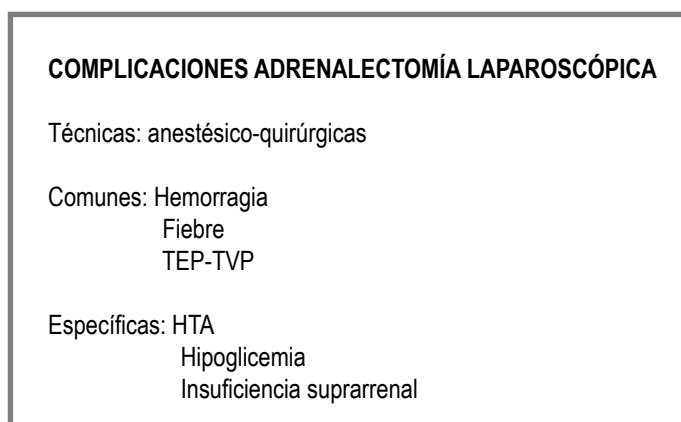 COMPLICACIONES ADRENALECTOMÍA LAPAROSCÓPICA
Técnicas: anestésico-quirúrgicas
Comunes: Hemorragia
Fiebre
TEP-TVP
Específicas: HTA
Hipoglicemia
Insuficiencia suprarrenal